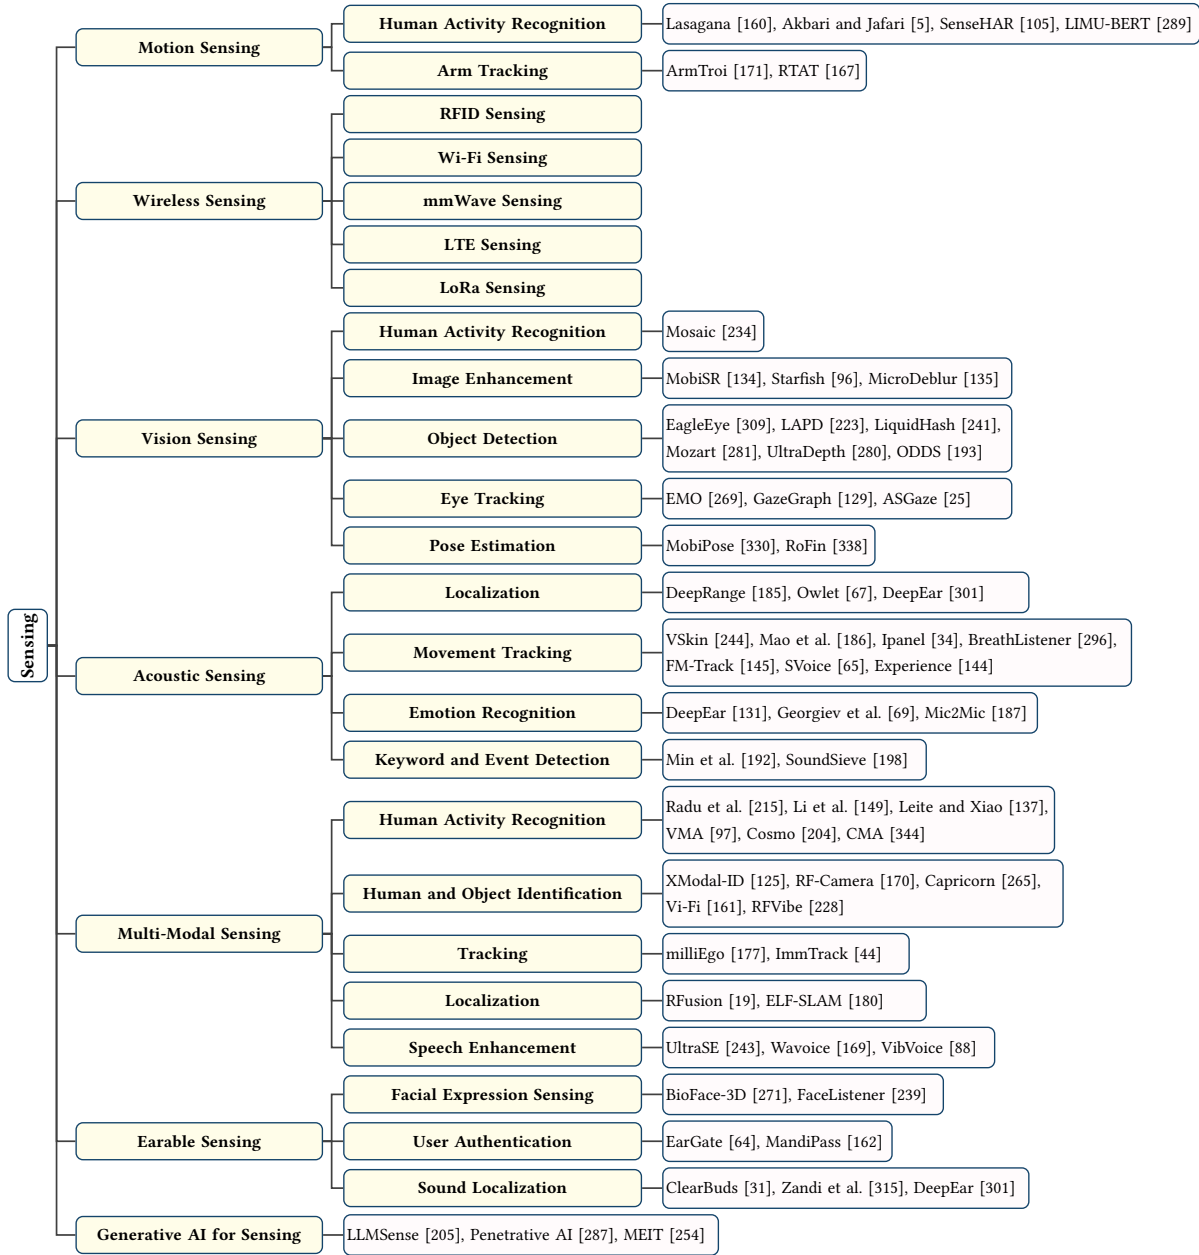 Sensing
Motion Sensing
Human Activity Recognition
Lasagana [160], Akbari and Jafari [5], SenseHAR [105], LIMU-BERT [289]
Arm Tracking
ArmTroi [171], RTAT [167]
Wireless Sensing
RFID Sensing
Wi-Fi Sensing
mmWave Sensing
LTE Sensing
LoRa Sensing
Vision Sensing
Human Activity Recognition
Mosaic [234]
Image Enhancement
MobiSR [134], Starfish [96], MicroDeblur [135]
Object Detection
EagleEye [309], LAPD [223], LiquidHash [241],
Mozart [281], UltraDepth [280], ODDS [193]
Eye Tracking
EMO [269], GazeGraph [129], ASGaze [25]
Pose Estimation
MobiPose [330], RoFin [338]
Acoustic Sensing
Localization
DeepRange [185], Owlet [67], DeepEar [301]
Movement Tracking
VSkin [244], Mao et al. [186], Ipanel [34], BreathListener [296],
FM-Track [145], SVoice [65], Experience [144]
Emotion Recognition
DeepEar [131], Georgiev et al. [69], Mic2Mic [187]
Keyword and Event Detection
Min et al. [192], SoundSieve [198]
Multi-Modal Sensing
Human Activity Recognition
Radu et al. [215], Li et al. [149], Leite and Xiao [137],
VMA [97], Cosmo [204], CMA [344]
Human and Object Identification
XModal-ID [125], RF-Camera [170], Capricorn [265],
Vi-Fi [161], RFVibe [228]
Tracking
milliEgo [177], ImmTrack [44]
Localization
RFusion [19], ELF-SLAM [180]
Speech Enhancement
UltraSE [243], Wavoice [169], VibVoice [88]
Earable Sensing
Facial Expression Sensing
BioFace-3D [271], FaceListener [239]
User Authentication
EarGate [64], MandiPass [162]
Sound Localization
ClearBuds [31], Zandi et al. [315], DeepEar [301]
Generative AI for Sensing
LLMSense [205], Penetrative AI [287], MEIT [254]